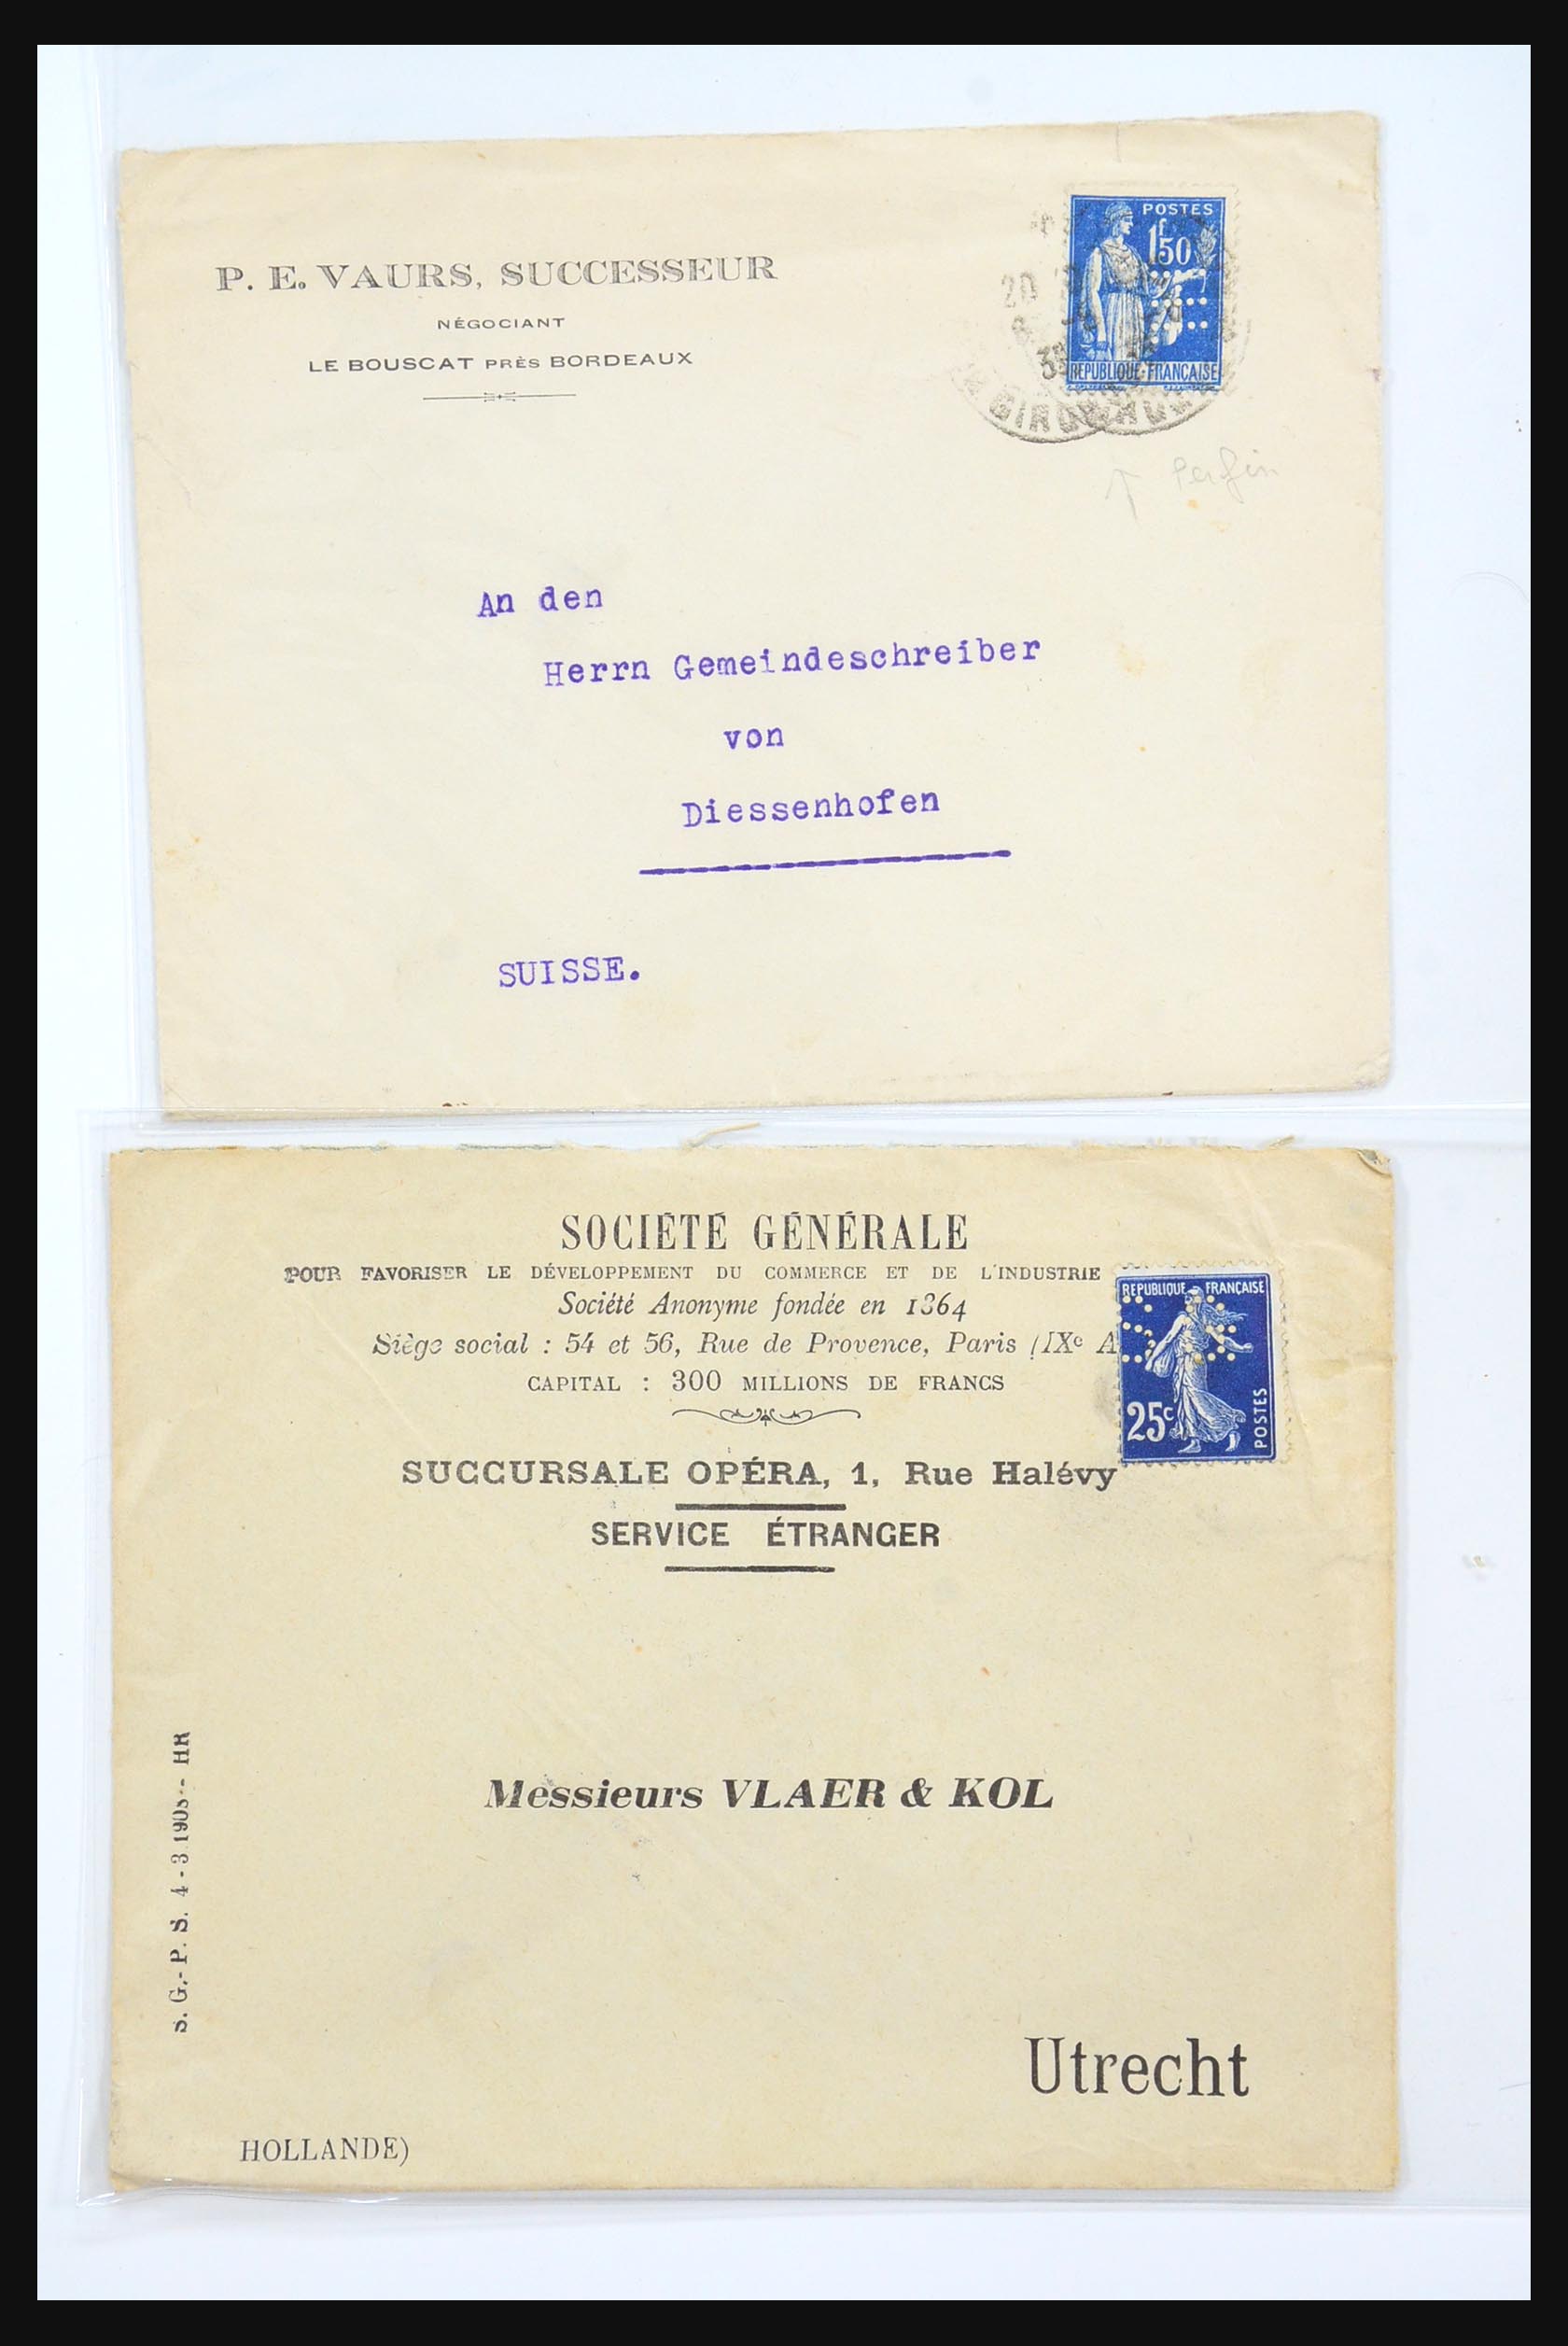 P. E. VAURS, SUCCESSEUR
NÉGOCIANT
LE BOUSCAT PRÈS BORDEAUX
POSTES
1f50
REPUBLIQUE FRANÇAISE
20
35
GIRONDE
Perfin
An den
Herrn Gemeindeschreiber
von
Diessenhofen
SUISSE.
SOCIÉTÉ GÉNÉRALE
POUR FAVORISER LE DÉVELOPPEMENT DU COMMERCE ET DE L'INDUSTRIE
Société Anonyme fondée en 1864
Siège social : 54 et 56, Rue de Provence, Paris (IXe A
CAPITAL : 300 MILLIONS DE FRANCS
REPUBLIQUE FRANÇAISE
25c
POSTES
SUCCURSALE OPÉRA, 1, Rue Halévy
SERVICE ÉTRANGER
Messieurs VLAER & KOL
S. G.- P. S. 4 - 3 - HR
Utrecht
HOLLANDE)